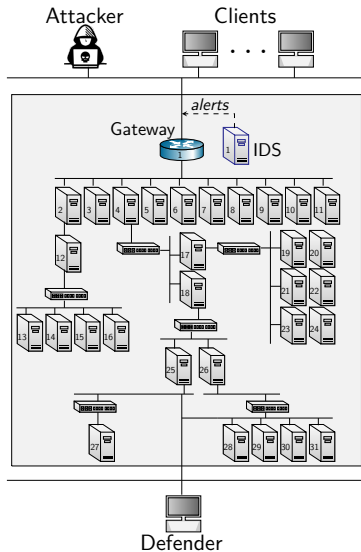 Attacker Clients
. . .
alerts
Gateway
1
1
IDS
2 3 4 5 6 7 8 9 10 11
12 17 19 20
18 21 22
13 14 15 16 23 24
25 26
27 28 29 30 31
Defender